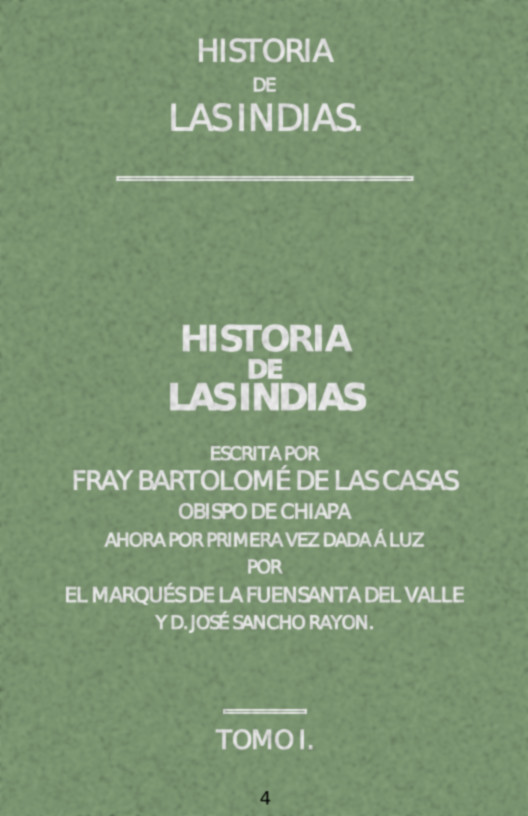 HISTORIA
DE
LAS INDIAS.
HISTORIA
DE
LAS INDIAS
ESCRITA POR
FRAY BARTOLOMÉ DE LAS CASAS
OBISPO DE CHIAPA
AHORA POR PRIMERA VEZ DADA Á LUZ
POR
EL MARQUÉS DE LA FUENSANTA DEL VALLE
Y D. JOSÉ SANCHO RAYON.
TOMO I.
4